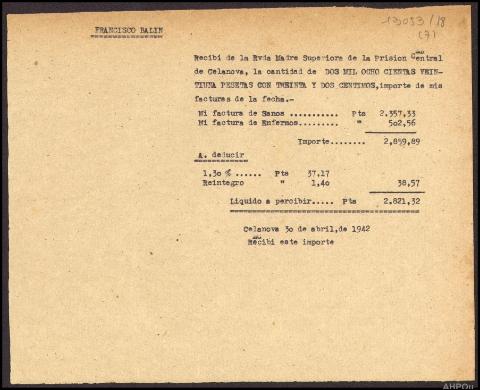 13033/18
(7)
FRANCISCO BALIN
Recibí de la Rvda Madre Superiora de la Prision Central
de Celanova, la cantidad de DOS MIL OCHO CIENTAS VEIN-
TIUNA PESETAS CON TREINTA Y DOS CENTIMOS, importe de mis
facturas de la fecha.-
Mi factura de Sanos ........... Pts 2.357,33
Mi factura de Enfermos......... " 502,56
Importe........ 2,859,89
A. deducir
1,30 % ...... Pts 37,17
Reintegro " 1,40 38,57
Líquido a percibir..... Pts 2,821,32
Celanova 30 de abril, de 1942
Recibi este importe
AHPOu